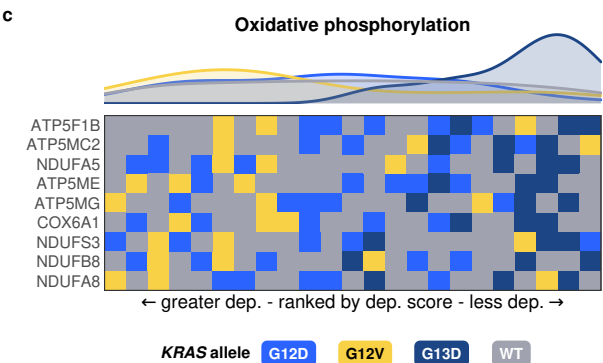 c
Oxidative phosphorylation
ATP5F1B
ATP5MC2
NDUFA5
ATP5ME
ATP5MG
COX6A1
NDUFS3
NDUFB8
NDUFA8
← greater dep. - ranked by dep. score - less dep. →
KRAS allele G12D G12V G13D WT